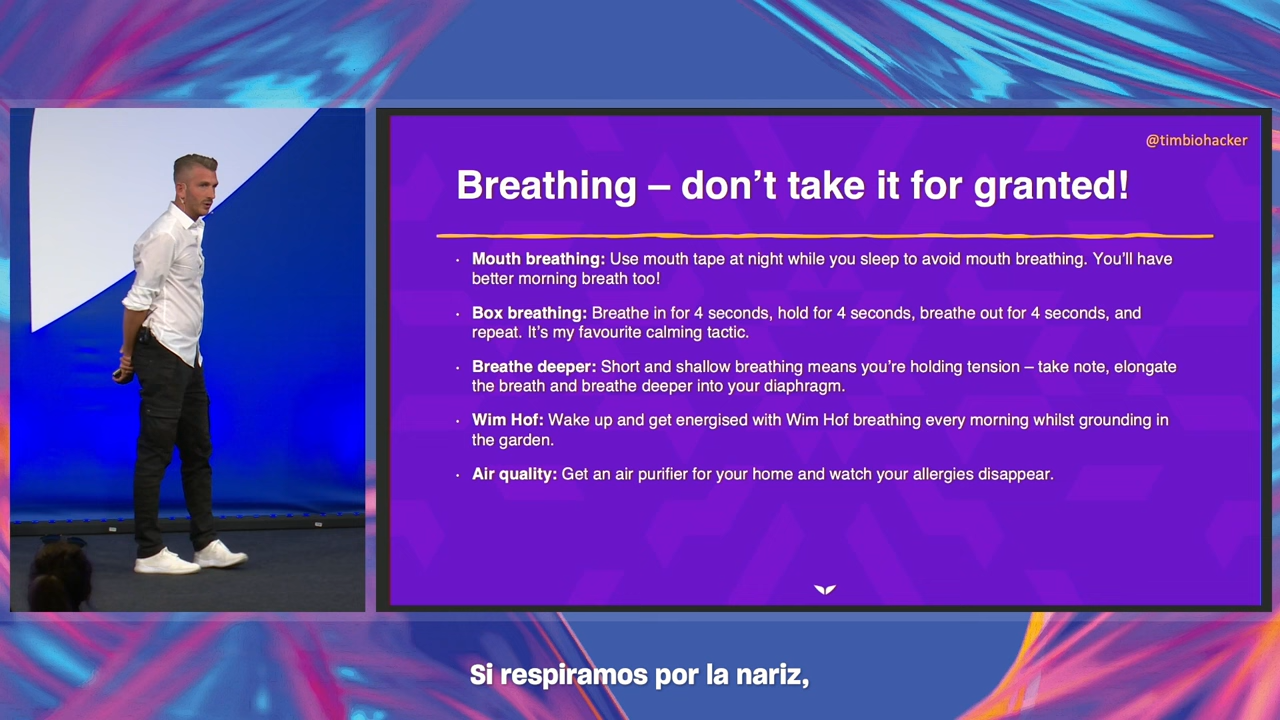 @timbiohacker
Breathing – don’t take it for granted!
· Mouth breathing: Use mouth tape at night while you sleep to avoid mouth breathing. You’ll have
better morning breath too!
· Box breathing: Breathe in for 4 seconds, hold for 4 seconds, breathe out for 4 seconds, and
repeat. It’s my favourite calming tactic.
· Breathe deeper: Short and shallow breathing means you’re holding tension – take note, elongate
the breath and breathe deeper into your diaphragm.
· Wim Hof: Wake up and get energised with Wim Hof breathing every morning whilst grounding in
the garden.
· Air quality: Get an air purifier for your home and watch your allergies disappear.
Si respiramos por la nariz,